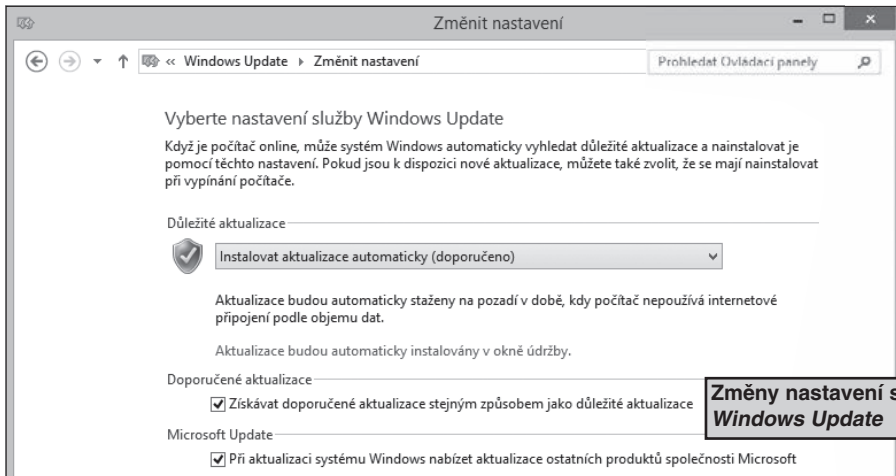 Změnit nastavení
« Windows Update ▸ Změnit nastavení
Prohledat Ovládací panely
Vyberte nastavení služby Windows Update
Když je počítač online, může systém Windows automaticky vyhledat důležité aktualizace a nainstalovat je
pomocí těchto nastavení. Pokud jsou k dispozici nové aktualizace, můžete také zvolit, že se mají nainstalovat
při vypínání počítače.
Důležité aktualizace
Instalovat aktualizace automaticky (doporučeno)
Aktualizace budou automaticky staženy na pozadí v době, kdy počítač nepoužívá internetové
připojení podle objemu dat.
Aktualizace budou automaticky instalovány v okně údržby.
Doporučené aktualizace
Získávat doporučené aktualizace stejným způsobem jako důležité aktualizace
Změny nastavení
Windows Update
Microsoft Update
Při aktualizaci systému Windows nabízet aktualizace ostatních produktů společnosti Microsoft